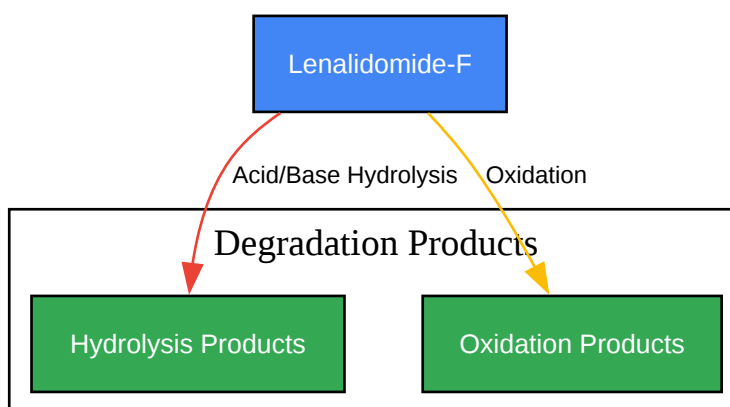 Lenalidomide-F
Acid/Base Hydrolysis
Oxidation
Degradation Products
Hydrolysis Products
Oxidation Products